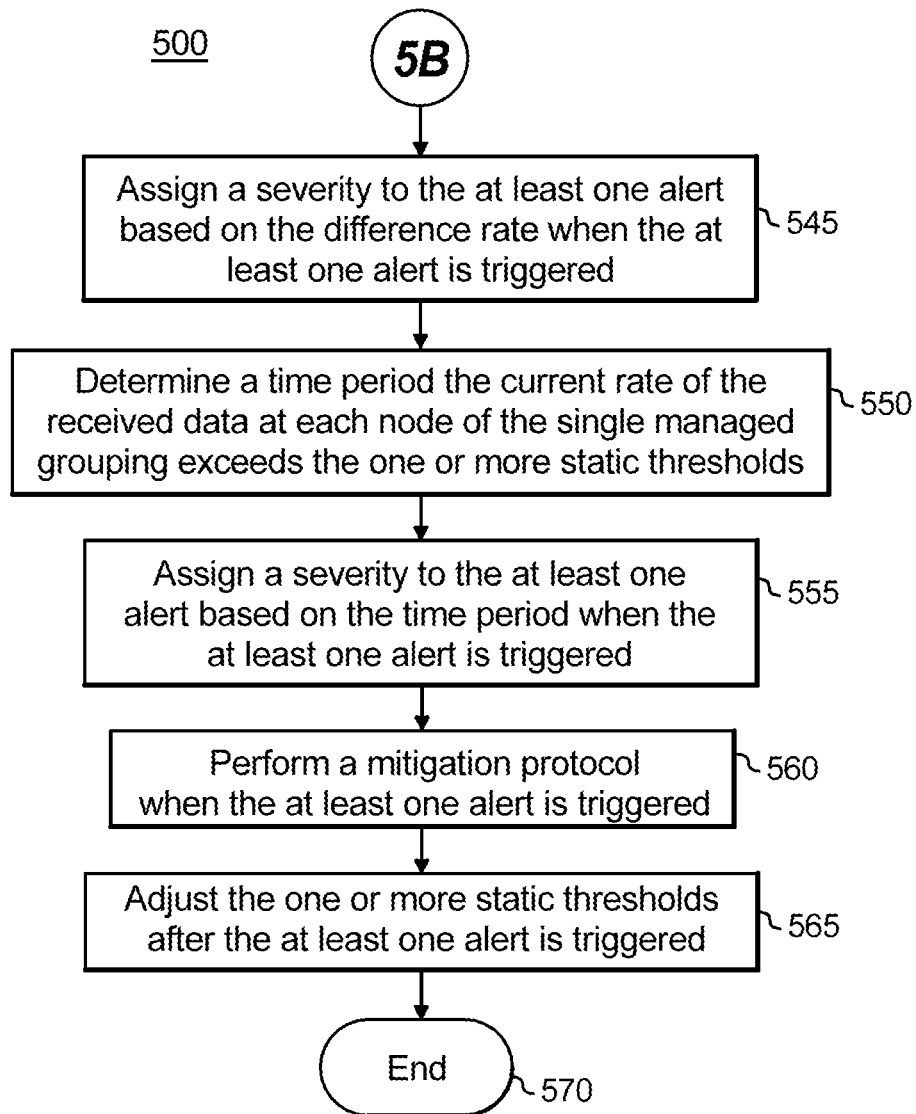 500
5B
Assign a severity to the at least one alert
based on the difference rate when the at
least one alert is triggered
545
Determine a time period the current rate of the
received data at each node of the single managed
grouping exceeds the one or more static thresholds
550
Assign a severity to the at least one
alert based on the time period when the
at least one alert is triggered
555
Perform a mitigation protocol
when the at least one alert is triggered
560
Adjust the one or more static thresholds
after the at least one alert is triggered
565
End
570